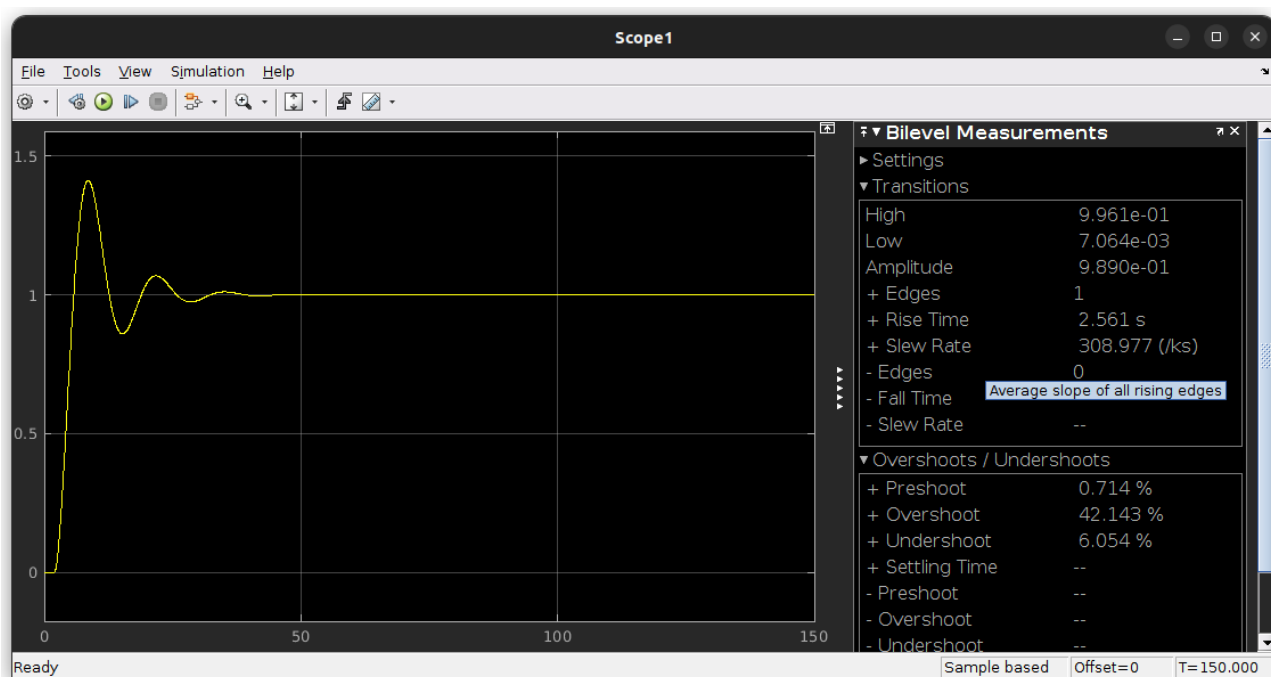 Scope1
File Tools View Simulation Help
1.5
1
0.5
0
0 50 100 150
Bilevel Measurements
Settings
Transitions
High 9.961e-01
Low 7.064e-03
Amplitude 9.890e-01
+ Edges 1
+ Rise Time 2.561 s
+ Slew Rate 308.977 (/ks)
- Edges 0
- Fall Time
Average slope of all rising edges
- Slew Rate --
Overshoots / Undershoots
+ Preshoot 0.714 %
+ Overshoot 42.143 %
+ Undershoot 6.054 %
+ Settling Time --
- Preshoot --
- Overshoot --
- Undershoot --
Ready Sample based Offset=0 T=150.000